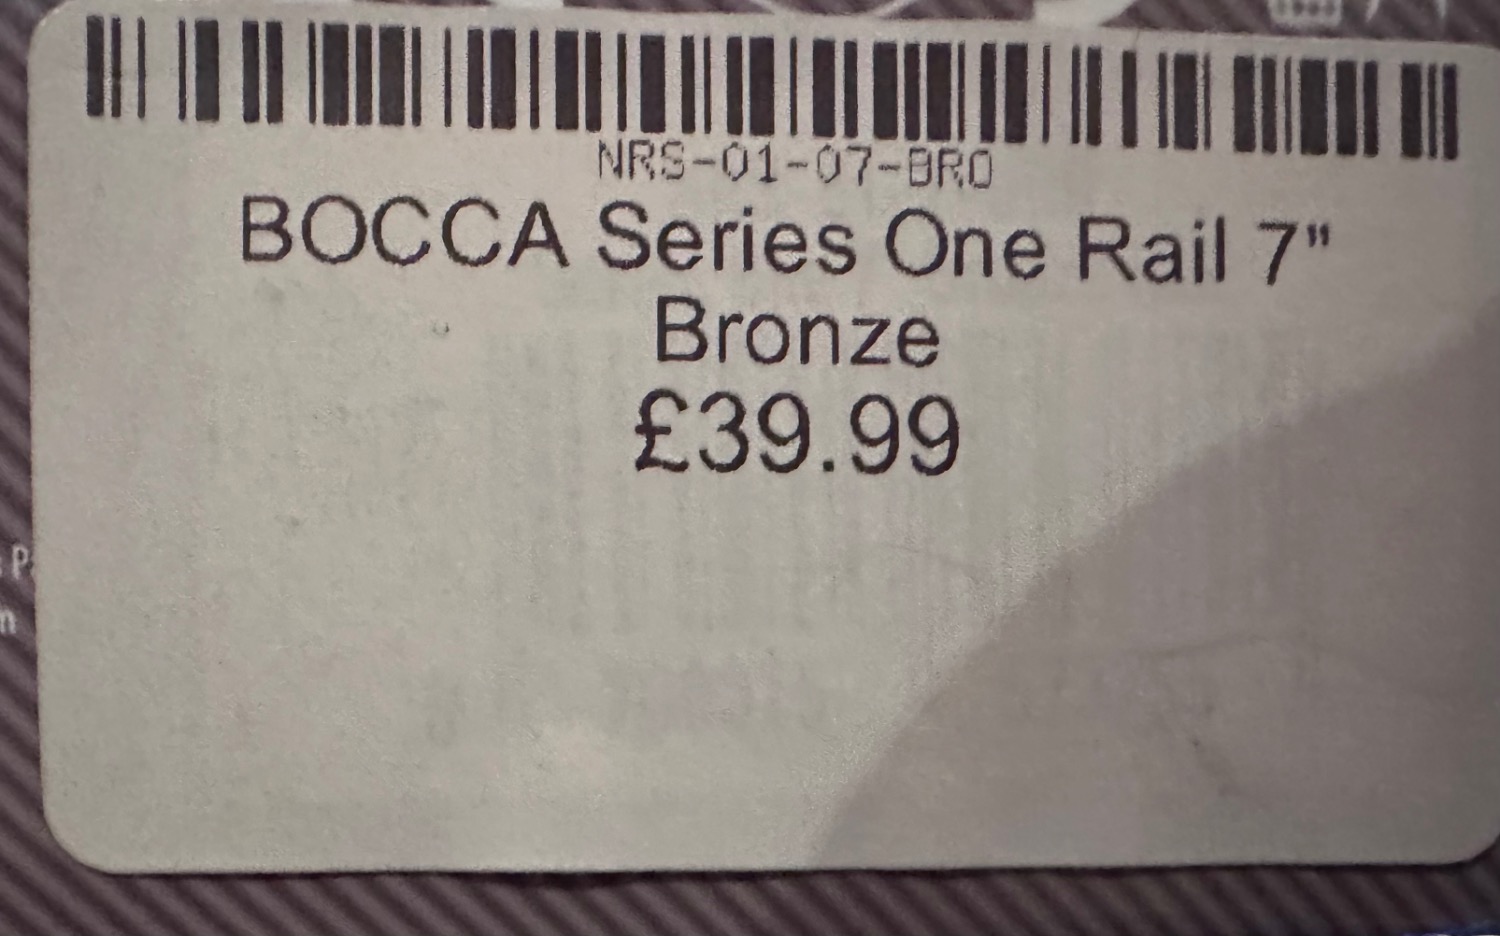 NRS-01-07-BRO
BOCCA Series One Rail 7"
Bronze
£39.99